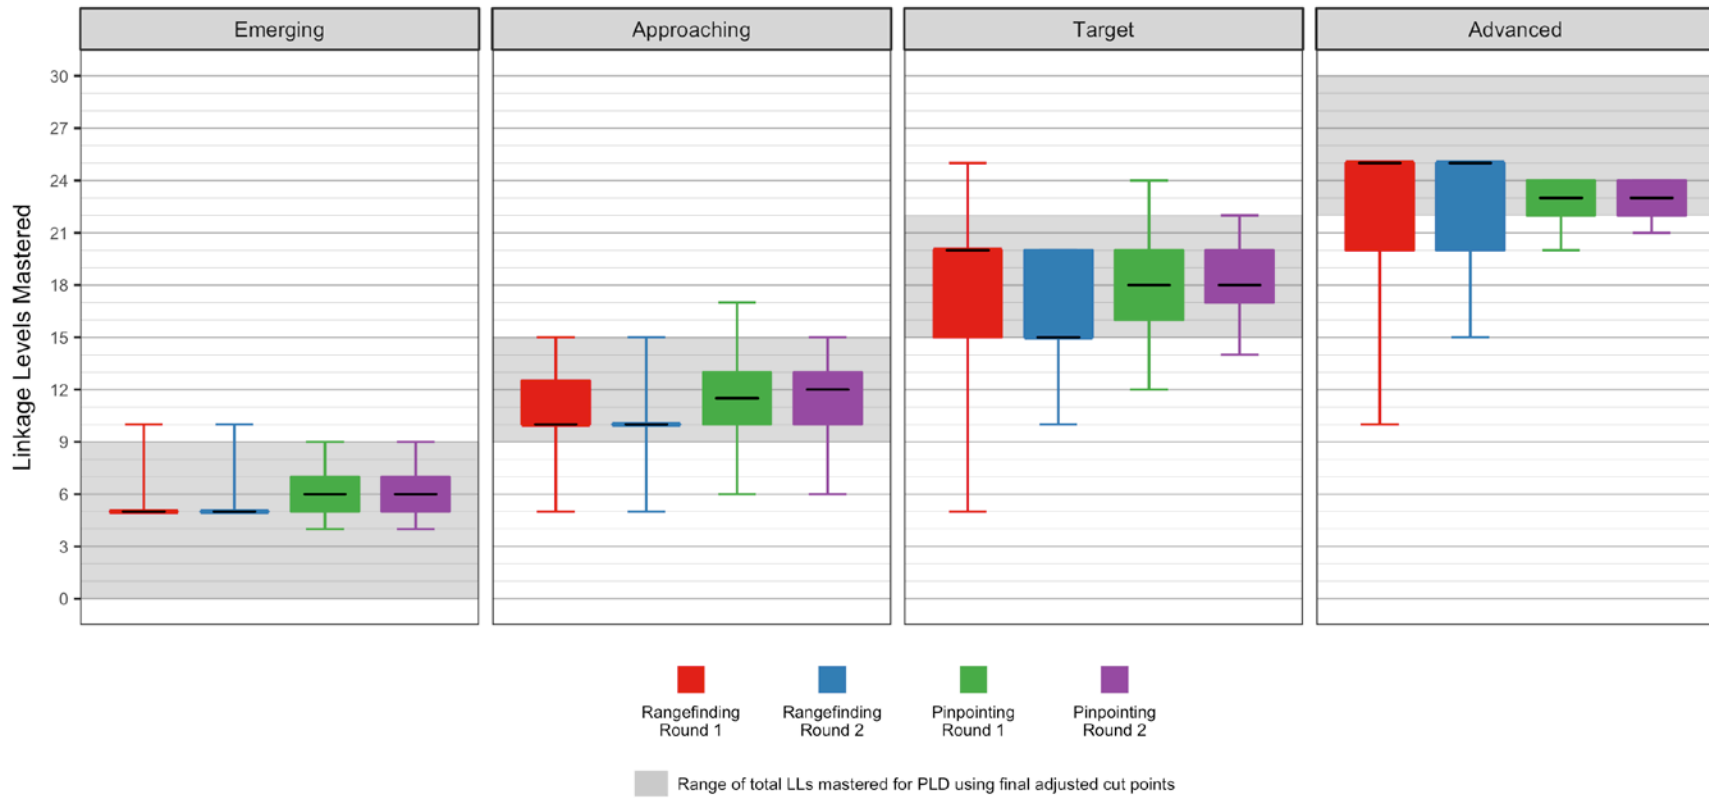 Emerging
Approaching
Target
Advanced
Linkage Levels Mastered
30
27
24
21
18
15
12
9
6
3
0
Rangefinding
Round 1
Rangefinding
Round 2
Pinpointing
Round 1
Pinpointing
Round 2
Range of total LLs mastered for PLD using final adjusted cut points